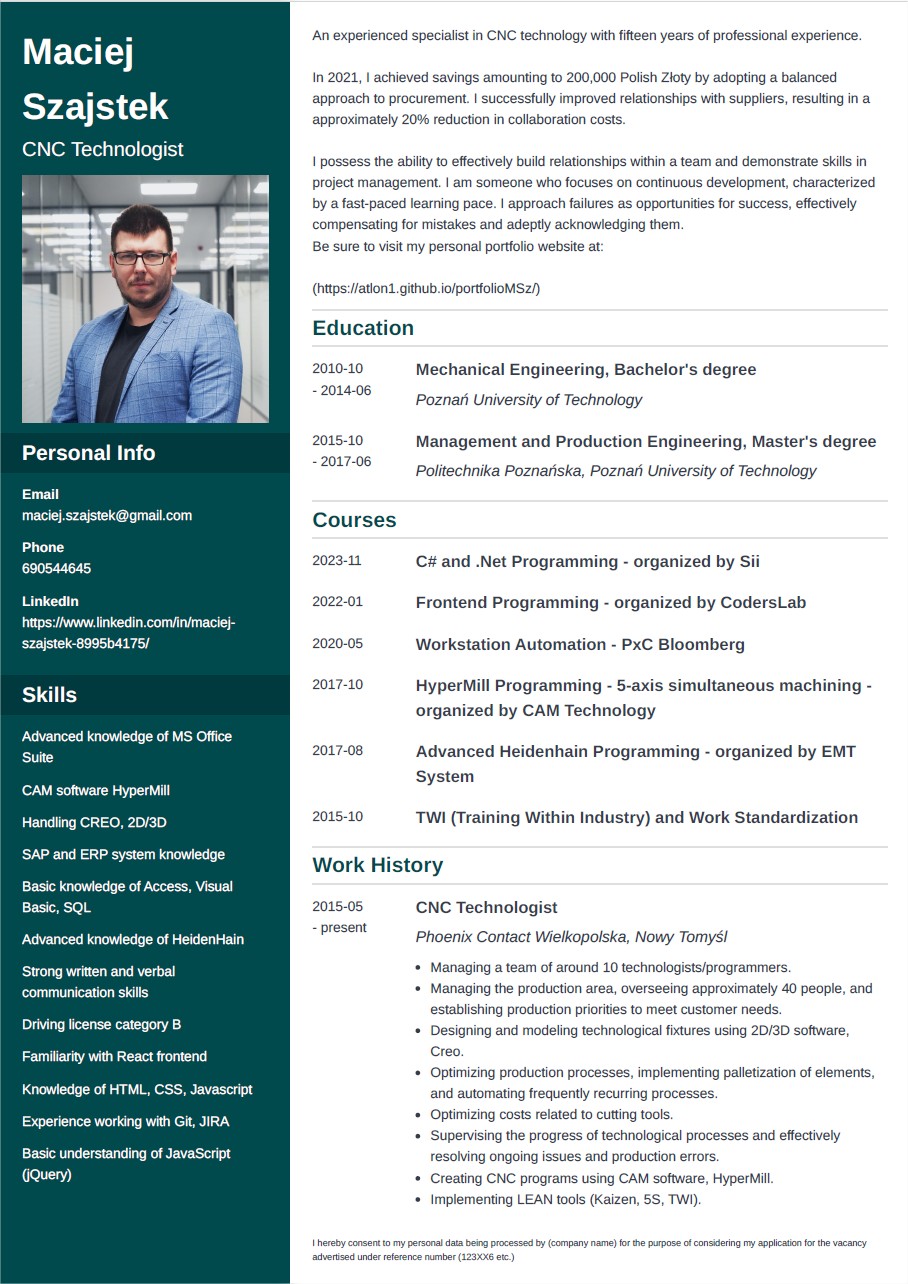 Maciej
Szajstek
CNC Technologist
Personal Info
Email
maciej.szajstek@gmail.com
Phone
690544645
LinkedIn
https://www.linkedin.com/in/maciej-
szajstek-8995b4175/
Skills
Advanced knowledge of MS Office
Suite
CAM software HyperMill
Handling CREO, 2D/3D
SAP and ERP system knowledge
Basic knowledge of Access, Visual
Basic, SQL
Advanced knowledge of HeidenHain
Strong written and verbal
communication skills
Driving license category B
Familiarity with React frontend
Knowledge of HTML, CSS, Javascript
Experience working with Git, JIRA
Basic understanding of JavaScript
(jQuery)
An experienced specialist in CNC technology with fifteen years of professional experience.
In 2021, I achieved savings amounting to 200,000 Polish Złoty by adopting a balanced
approach to procurement. I successfully improved relationships with suppliers, resulting in a
approximately 20% reduction in collaboration costs.
I possess the ability to effectively build relationships within a team and demonstrate skills in
project management. I am someone who focuses on continuous development, characterized
by a fast-paced learning pace. I approach failures as opportunities for success, effectively
compensating for mistakes and adeptly acknowledging them.
Be sure to visit my personal portfolio website at:
(https://atlon1.github.io/portfolioMSz/)
Education
2010-10
- 2014-06
Mechanical Engineering, Bachelor's degree
Poznań University of Technology
2015-10
- 2017-06
Management and Production Engineering, Master's degree
Politechnika Poznańska, Poznań University of Technology
Courses
2023-11 C# and .Net Programming - organized by Sii
2022-01 Frontend Programming - organized by CodersLab
2020-05 Workstation Automation - PxC Bloomberg
2017-10 HyperMill Programming - 5-axis simultaneous machining -
organized by CAM Technology
2017-08 Advanced Heidenhain Programming - organized by EMT
System
2015-10 TWI (Training Within Industry) and Work Standardization
Work History
2015-05
- present
CNC Technologist
Phoenix Contact Wielkopolska, Nowy Tomyśl
• Managing a team of around 10 technologists/programmers.
• Managing the production area, overseeing approximately 40 people, and
establishing production priorities to meet customer needs.
• Designing and modeling technological fixtures using 2D/3D software,
Creo.
• Optimizing production processes, implementing palletization of elements,
and automating frequently recurring processes.
• Optimizing costs related to cutting tools.
• Supervising the progress of technological processes and effectively
resolving ongoing issues and production errors.
• Creating CNC programs using CAM software, HyperMill.
• Implementing LEAN tools (Kaizen, 5S, TWI).
I hereby consent to my personal data being processed by (company name) for the purpose of considering my application for the vacancy
advertised under reference number (123XX6 etc.)